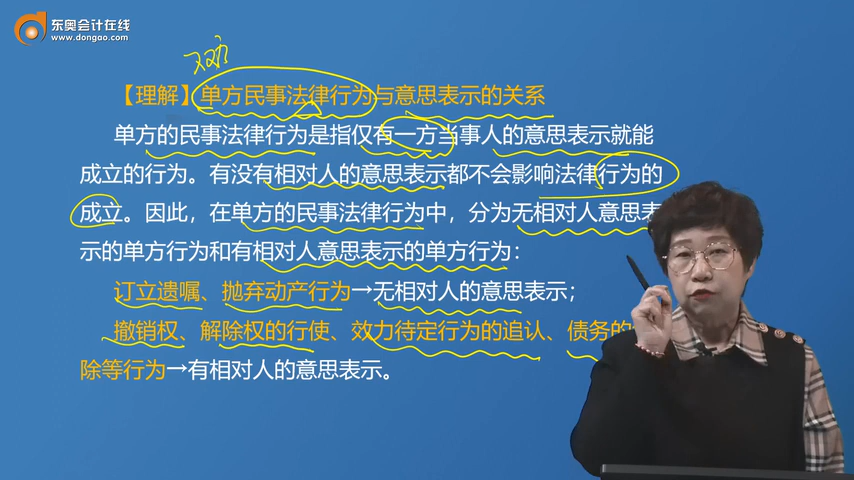 东奥会计在线
www.dongao.com
双方
【理解】单方民事法律行为与意思表示的关系
单方的民事法律行为是指仅有一方当事人的意思表示就能
成立的行为。有没有相对人的意思表示都不会影响法律行为的
成立。因此，在单方的民事法律行为中，分为无相对人意思表
示的单方行为和有相对人意思表示的单方行为：
订立遗嘱、抛弃动产行为→无相对人的意思表示；
撤销权、解除权的行使、效力待定行为的追认、债务的
除等行为→有相对人的意思表示。